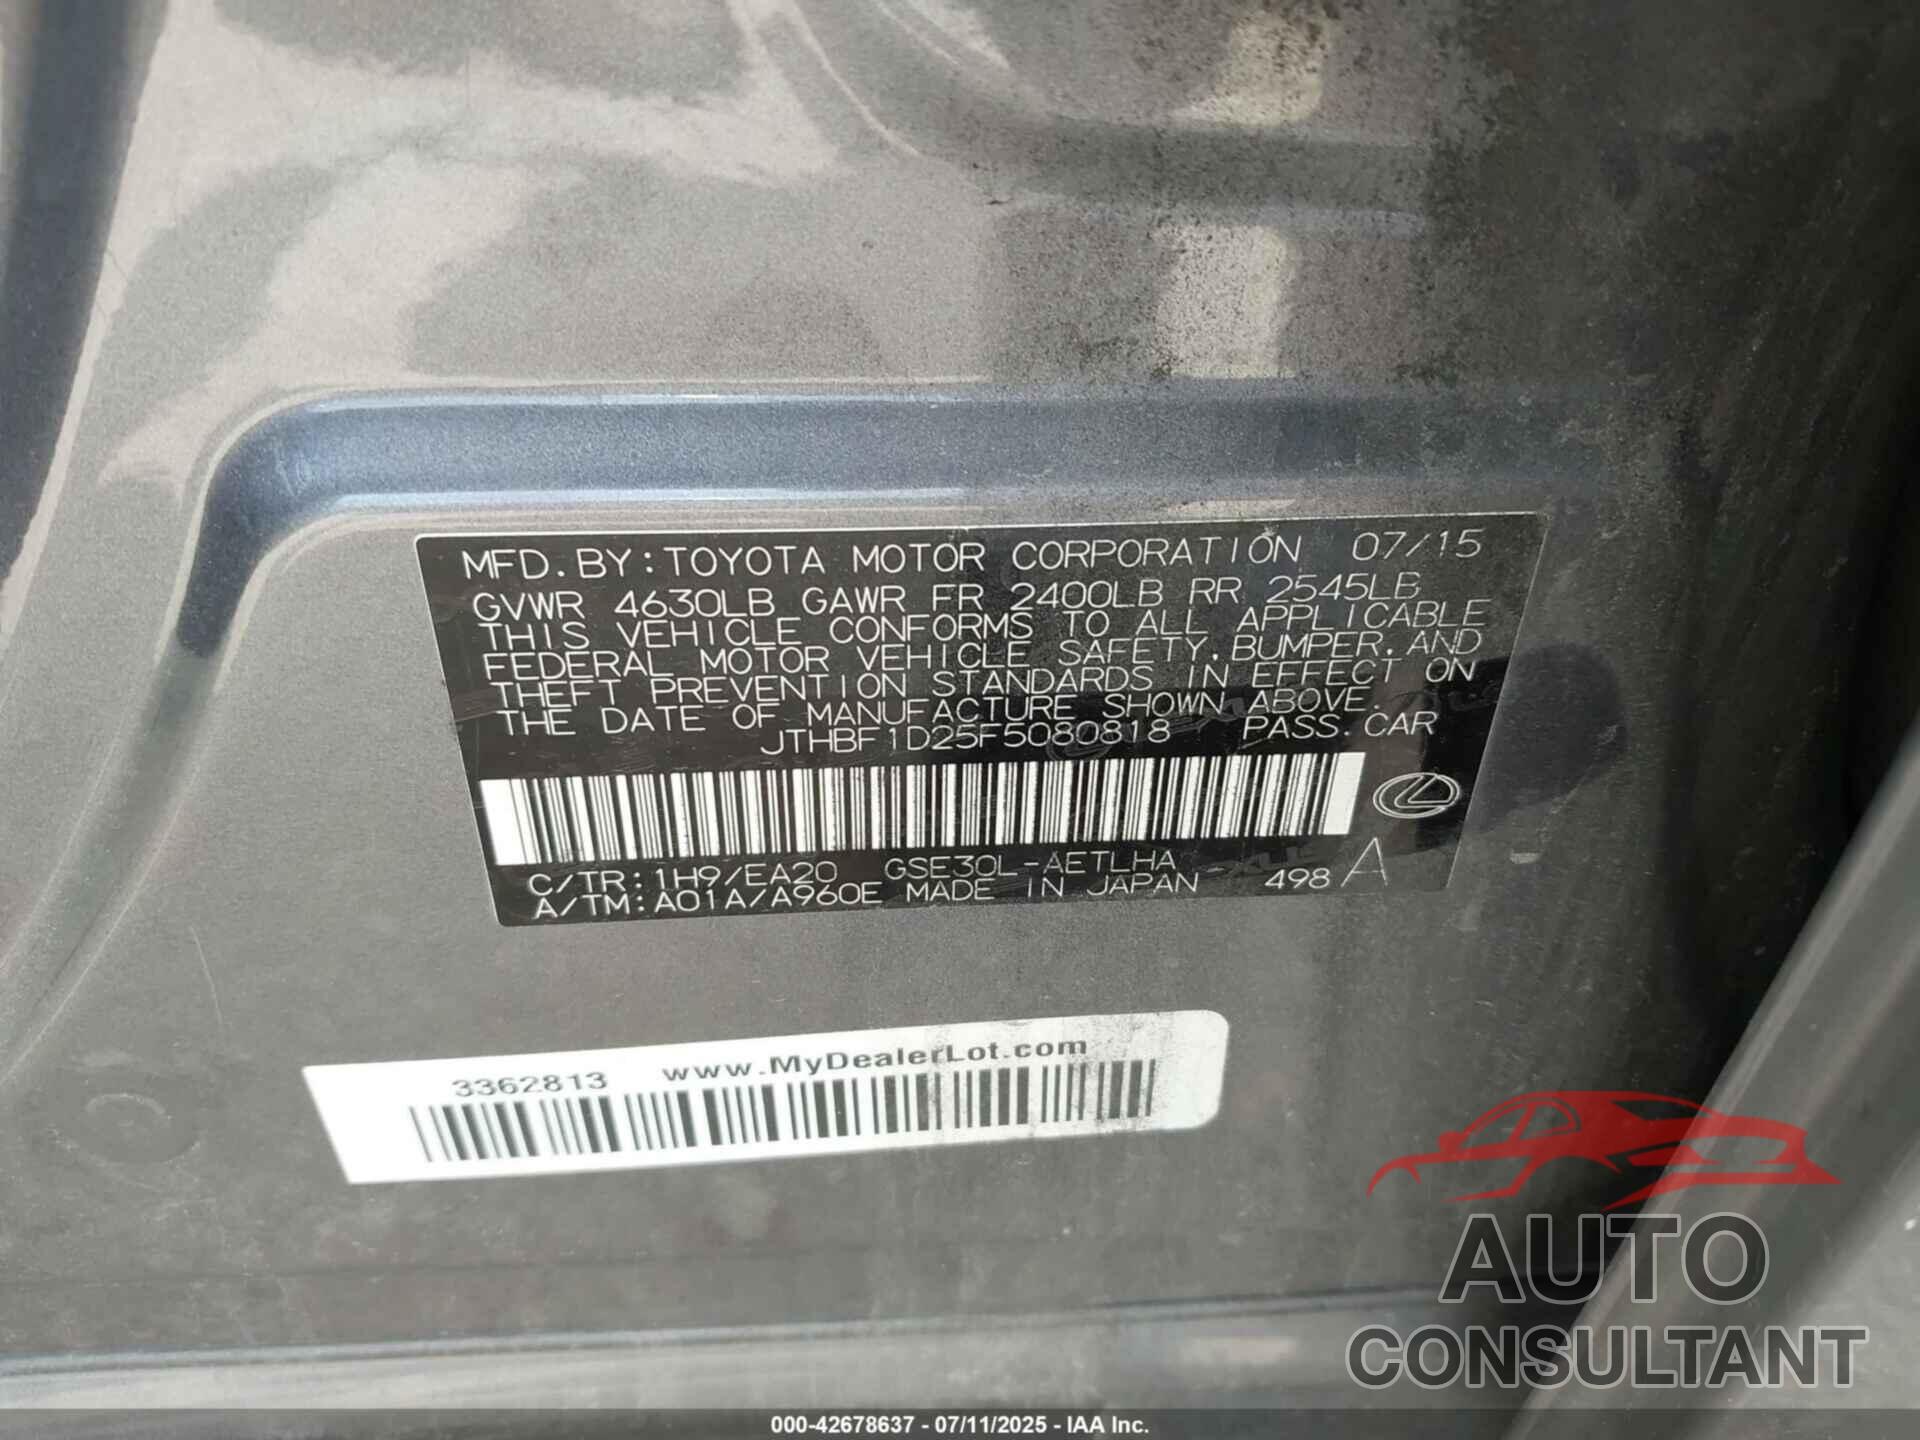 MFD. BY: TOYOTA MOTOR CORPORATION 07/15
GVWR 4630LB GAWR FR 2400LB RR 2545LB
THIS VEHICLE CONFORMS TO ALL APPLICABLE
FEDERAL MOTOR VEHICLE SAFETY, BUMPER, AND
THEFT PREVENTION STANDARDS IN EFFECT ON
THE DATE OF MANUFACTURE SHOWN ABOVE.
JTHBF1D25F5080818 PASS. CAR
C/TR: 1H9/EA20 GSE30L-AETLHA
A/TM: A01A/A960E MADE IN JAPAN 498 A
3362813 www.MyDealerLot.com
AUTO
CONSULTANT
000-42678637 - 07/11/2025 - IAA Inc.